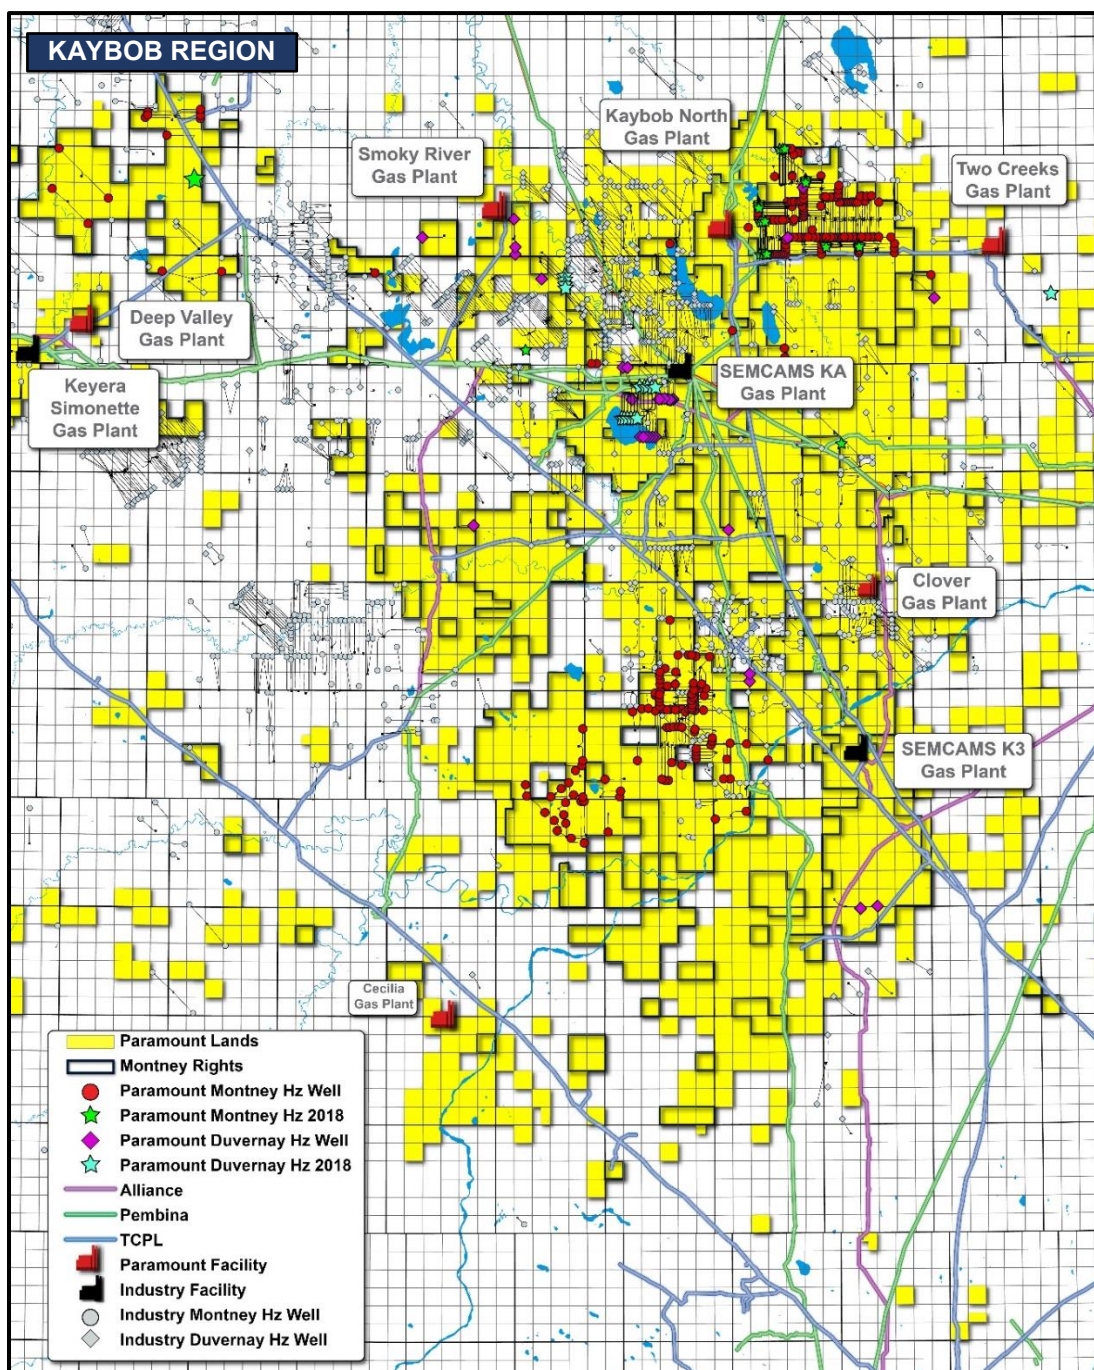 KAYBOB REGION
Kaybob North
Gas Plant
Smoky River
Gas Plant
Two Creeks
Gas Plant
Deep Valley
Gas Plant
Keyera
Simonette
Gas Plant
SEMCAMS KA
Gas Plant
Clover
Gas Plant
SEMCAMS K3
Gas Plant
Cecilia
Gas Plant
Paramount Lands
Montney Rights
Paramount Montney Hz Well
Paramount Montney Hz 2018
Paramount Duvernay Hz Well
Paramount Duvernay Hz 2018
Alliance
Pembina
TCPL
Paramount Facility
Industry Facility
Industry Montney Hz Well
Industry Duvernay Hz Well